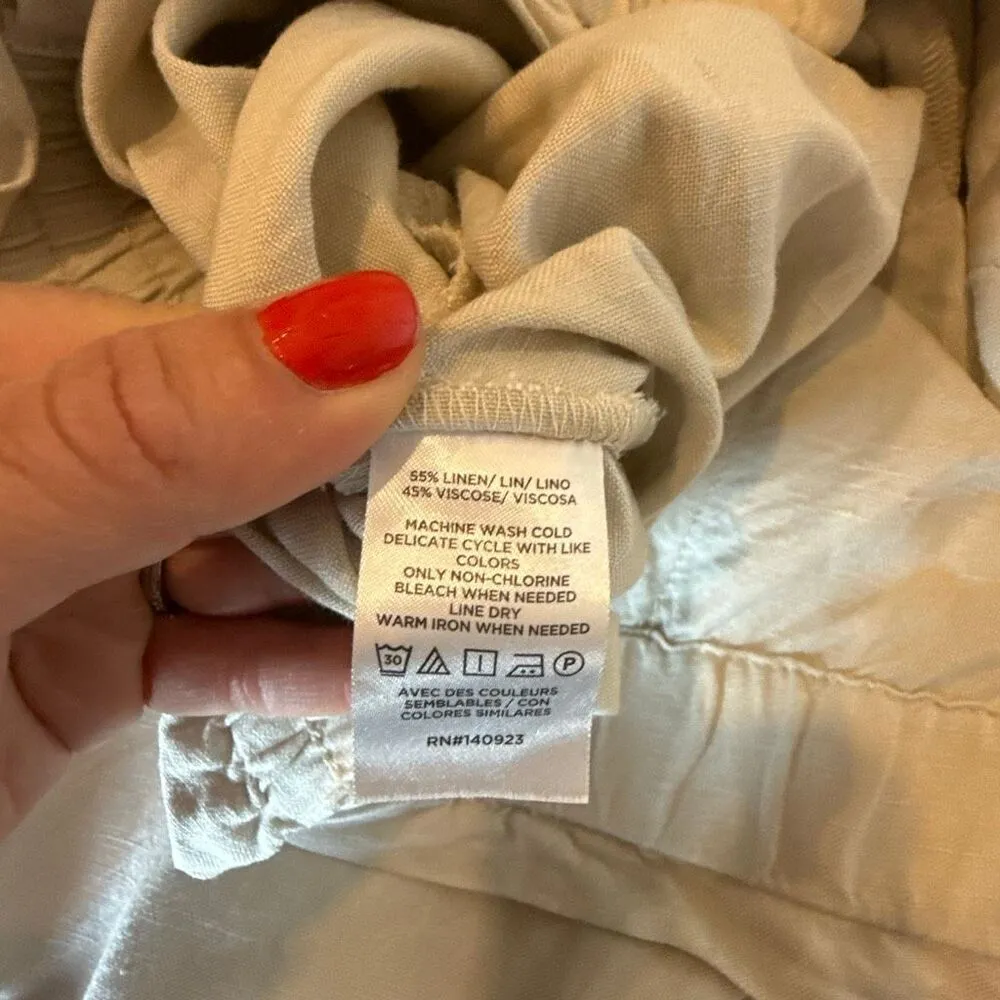 55% LINEN/ LIN/ LINO
45% VISCOSE/ VISCOSA
MACHINE WASH COLD
DELICATE CYCLE WITH LIKE
COLORS
ONLY NON-CHLORINE
BLEACH WHEN NEEDED
LINE DRY
WARM IRON WHEN NEEDED
30 P
AVEC DES COULEURS
SEMBLABLES / CON
COLORES SIMILARES
RN#140923